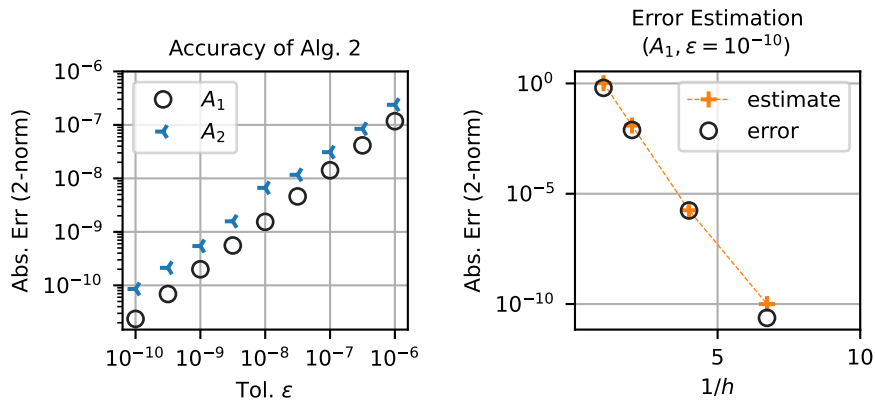 Accuracy of Alg. 2
10⁻⁶
10⁻⁷
10⁻⁸
10⁻⁹
10⁻¹⁰
Abs. Err (2-norm)
A₁
A₂
10⁻¹⁰ 10⁻⁹ 10⁻⁸ 10⁻⁷ 10⁻⁶
Tol. ε
Error Estimation
(A₁, ε = 10⁻¹⁰)
10⁰
10⁻⁵
10⁻¹⁰
Abs. Err (2-norm)
estimate
error
5 10
1/h